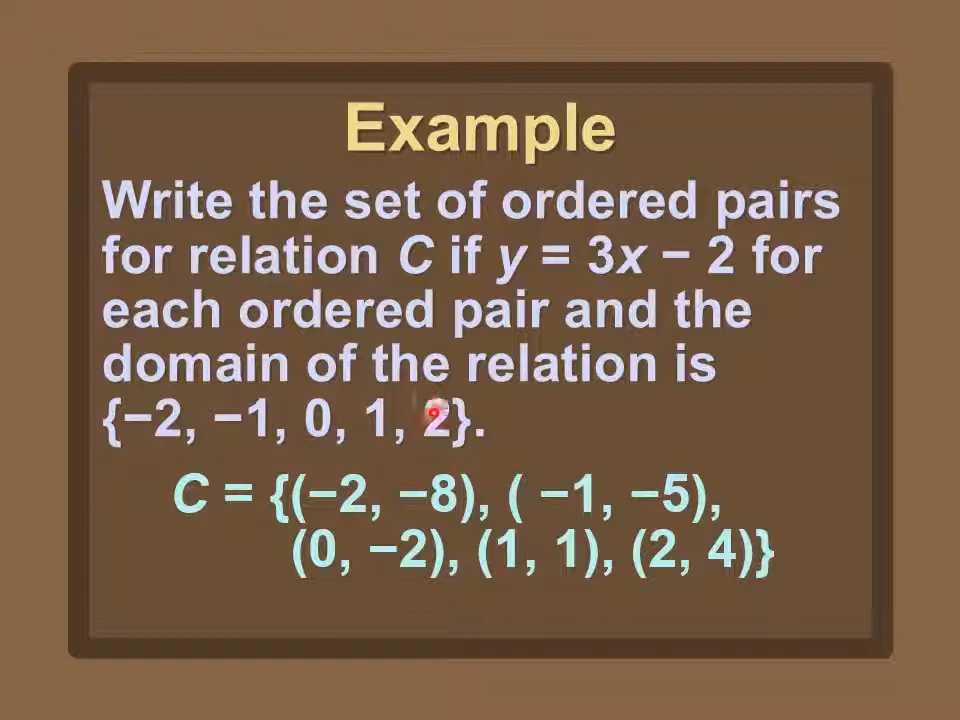 Example
Write the set of ordered pairs
for relation C if y = 3x − 2 for
each ordered pair and the
domain of the relation is
{−2, −1, 0, 1, 2}.
C = {(−2, −8), ( −1, −5),
(0, −2), (1, 1), (2, 4)}